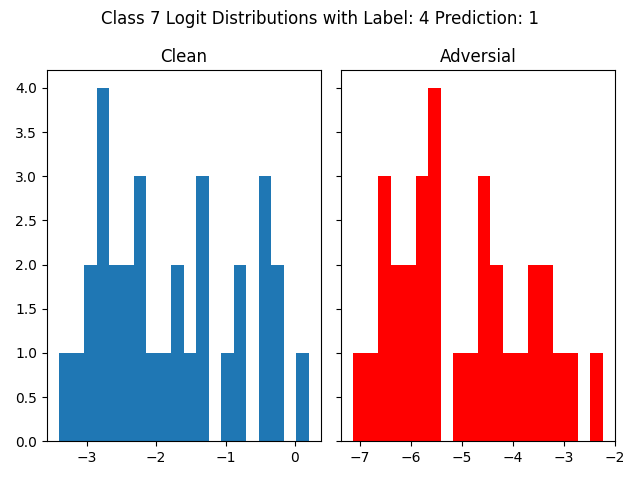 Class 7 Logit Distributions with Label: 4 Prediction: 1
Clean
Adversial
4.0
3.5
3.0
2.5
2.0
1.5
1.0
0.5
0.0
−3 −2 −1 0
−7 −6 −5 −4 −3 −2